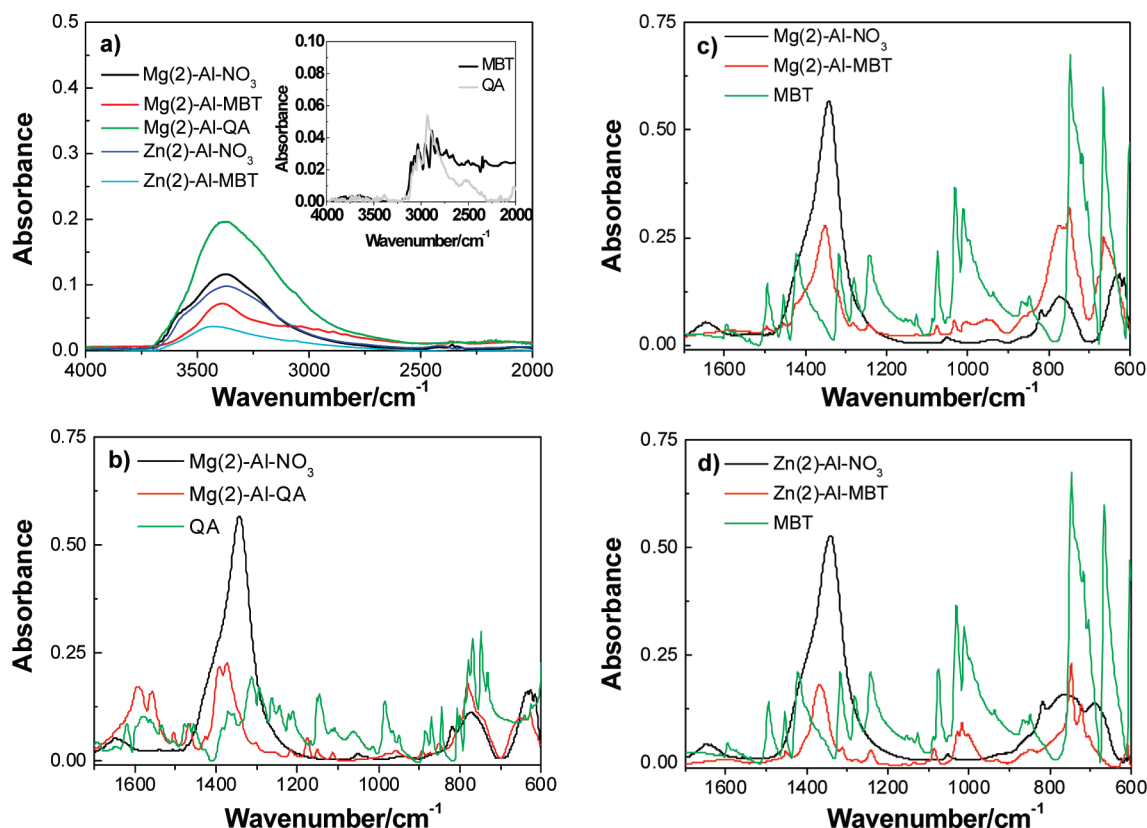 a)
Mg(2)-Al-NO₃
Mg(2)-Al-MBT
Mg(2)-Al-QA
Zn(2)-Al-NO₃
Zn(2)-Al-MBT
0.5
0.4
0.3
0.2
0.1
0.0
Absorbance
4000 3500 3000 2500 2000
Wavenumber/cm⁻¹
MBT
QA
0.10
0.08
0.06
0.04
0.02
0.00
Absorbance
4000 3500 3000 2500 2000
Wavenumber/cm⁻¹
c)
Mg(2)-Al-NO₃
Mg(2)-Al-MBT
MBT
0.75
0.50
0.25
0.00
Absorbance
1600 1400 1200 1000 800 600
Wavenumber/cm⁻¹
b)
Mg(2)-Al-NO₃
Mg(2)-Al-QA
QA
0.75
0.50
0.25
0.00
Absorbance
1600 1400 1200 1000 800 600
Wavenumber/cm⁻¹
d)
Zn(2)-Al-NO₃
Zn(2)-Al-MBT
MBT
0.75
0.50
0.25
0.00
Absorbance
1600 1400 1200 1000 800 600
Wavenumber/cm⁻¹